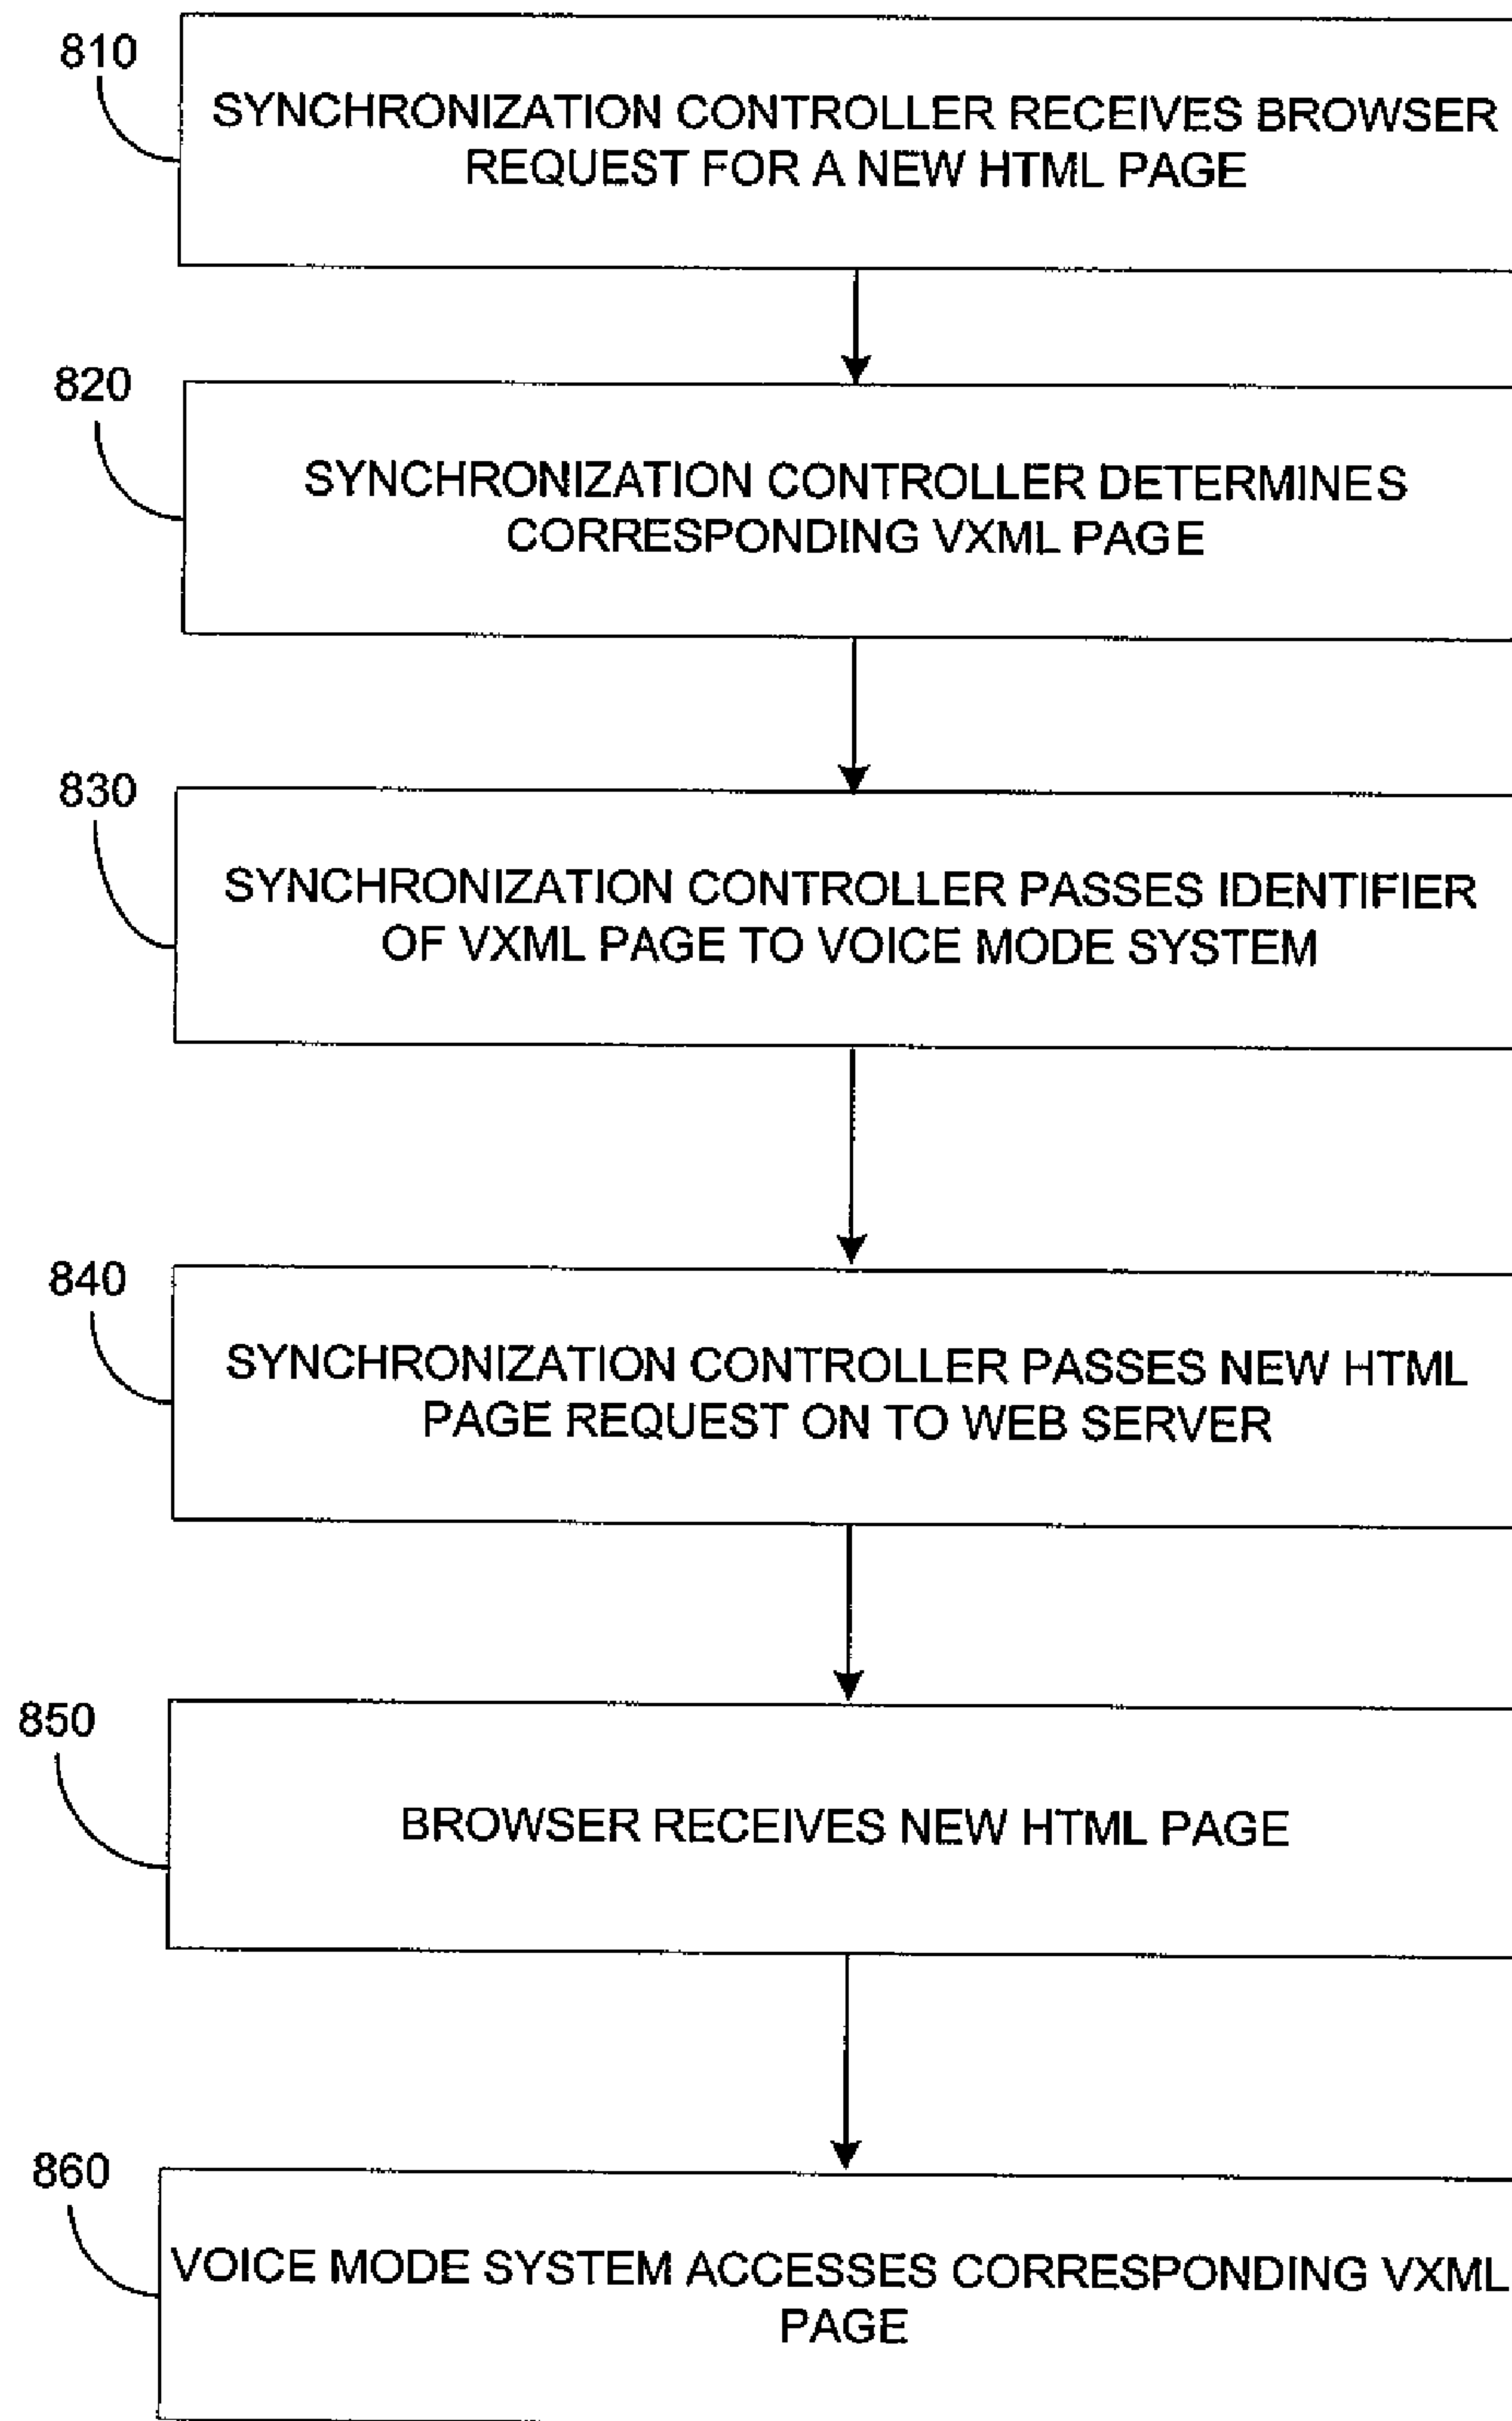 810
SYNCHRONIZATION CONTROLLER RECEIVES BROWSER
REQUEST FOR A NEW HTML PAGE
820
SYNCHRONIZATION CONTROLLER DETERMINES
CORRESPONDING VXML PAGE
830
SYNCHRONIZATION CONTROLLER PASSES IDENTIFIER
OF VXML PAGE TO VOICE MODE SYSTEM
840
SYNCHRONIZATION CONTROLLER PASSES NEW HTML
PAGE REQUEST ON TO WEB SERVER
850
BROWSER RECEIVES NEW HTML PAGE
860
VOICE MODE SYSTEM ACCESSES CORRESPONDING VXML
PAGE